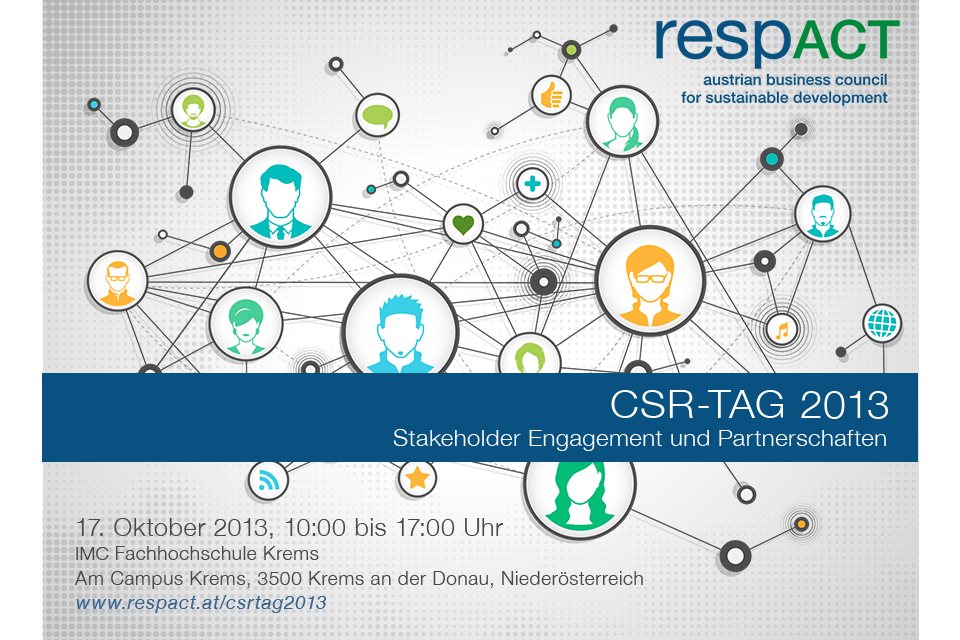 respACT
austrian business council
for sustainable development
CSR-TAG 2013
Stakeholder Engagement und Partnerschaften
17. Oktober 2013, 10:00 bis 17:00 Uhr
IMC Fachhochschule Krems
Am Campus Krems, 3500 Krems an der Donau, Niederösterreich
www.respact.at/csrtag2013